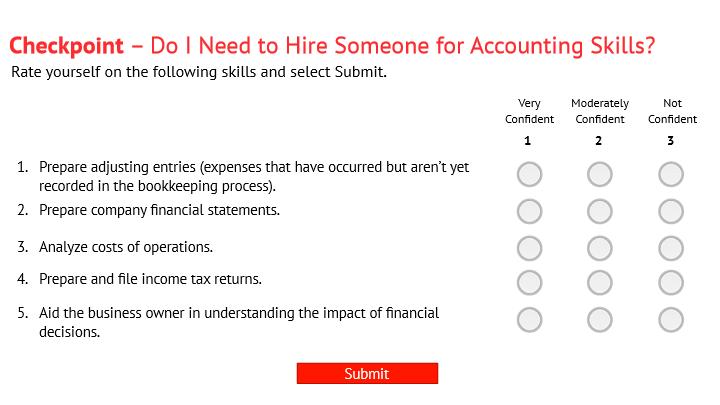 Checkpoint – Do I Need to Hire Someone for Accounting Skills?
Rate yourself on the following skills and select Submit.
Very Confident Moderately Confident Not Confident
1 2 3
1. Prepare adjusting entries (expenses that have occurred but aren’t yet
recorded in the bookkeeping process).
2. Prepare company financial statements.
3. Analyze costs of operations.
4. Prepare and file income tax returns.
5. Aid the business owner in understanding the impact of financial
decisions.
Submit